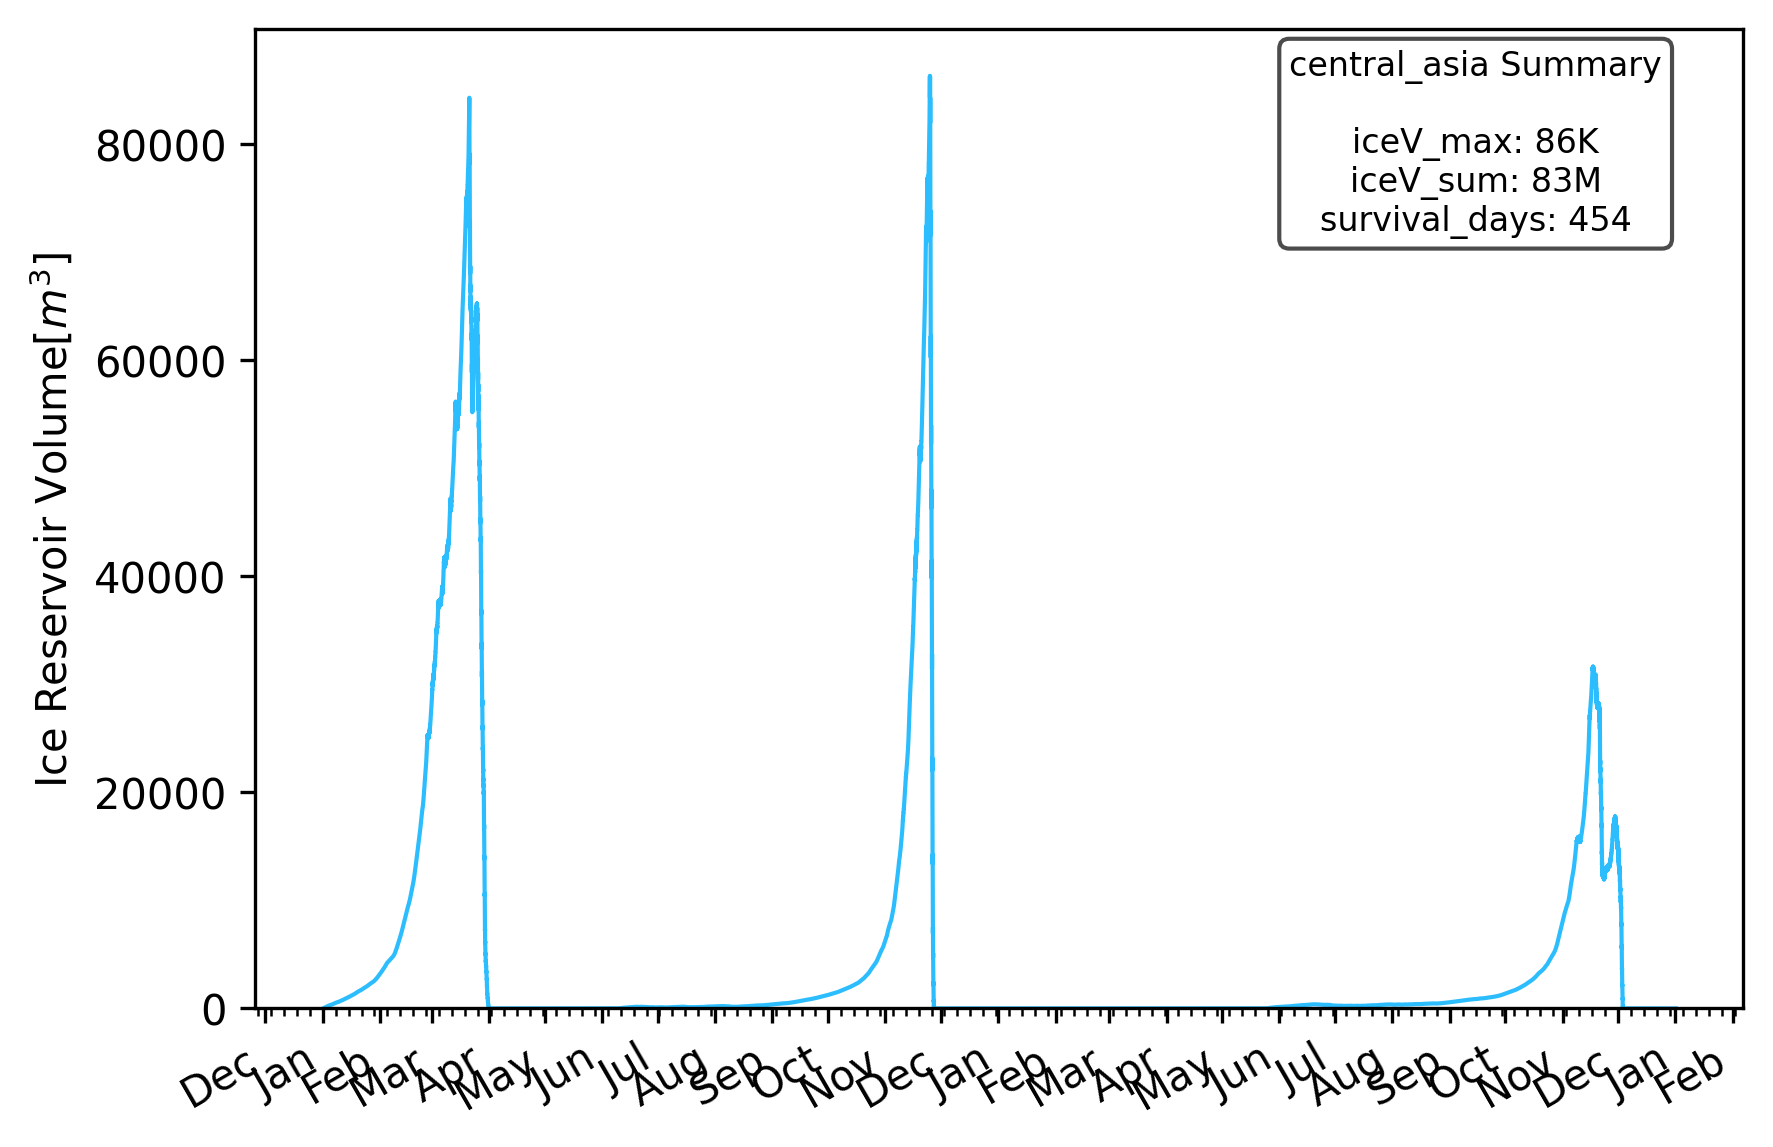 central_asia Summary
iceV_max: 86K
iceV_sum: 83M
survival_days: 454
Ice Reservoir Volume[$m^3$]
80000
60000
40000
20000
0
Dec Jan Feb Mar Apr May Jun Jul Aug Sep Oct Nov Dec Jan Feb Mar Apr May Jun Jul Aug Sep Oct Nov Dec Jan Feb